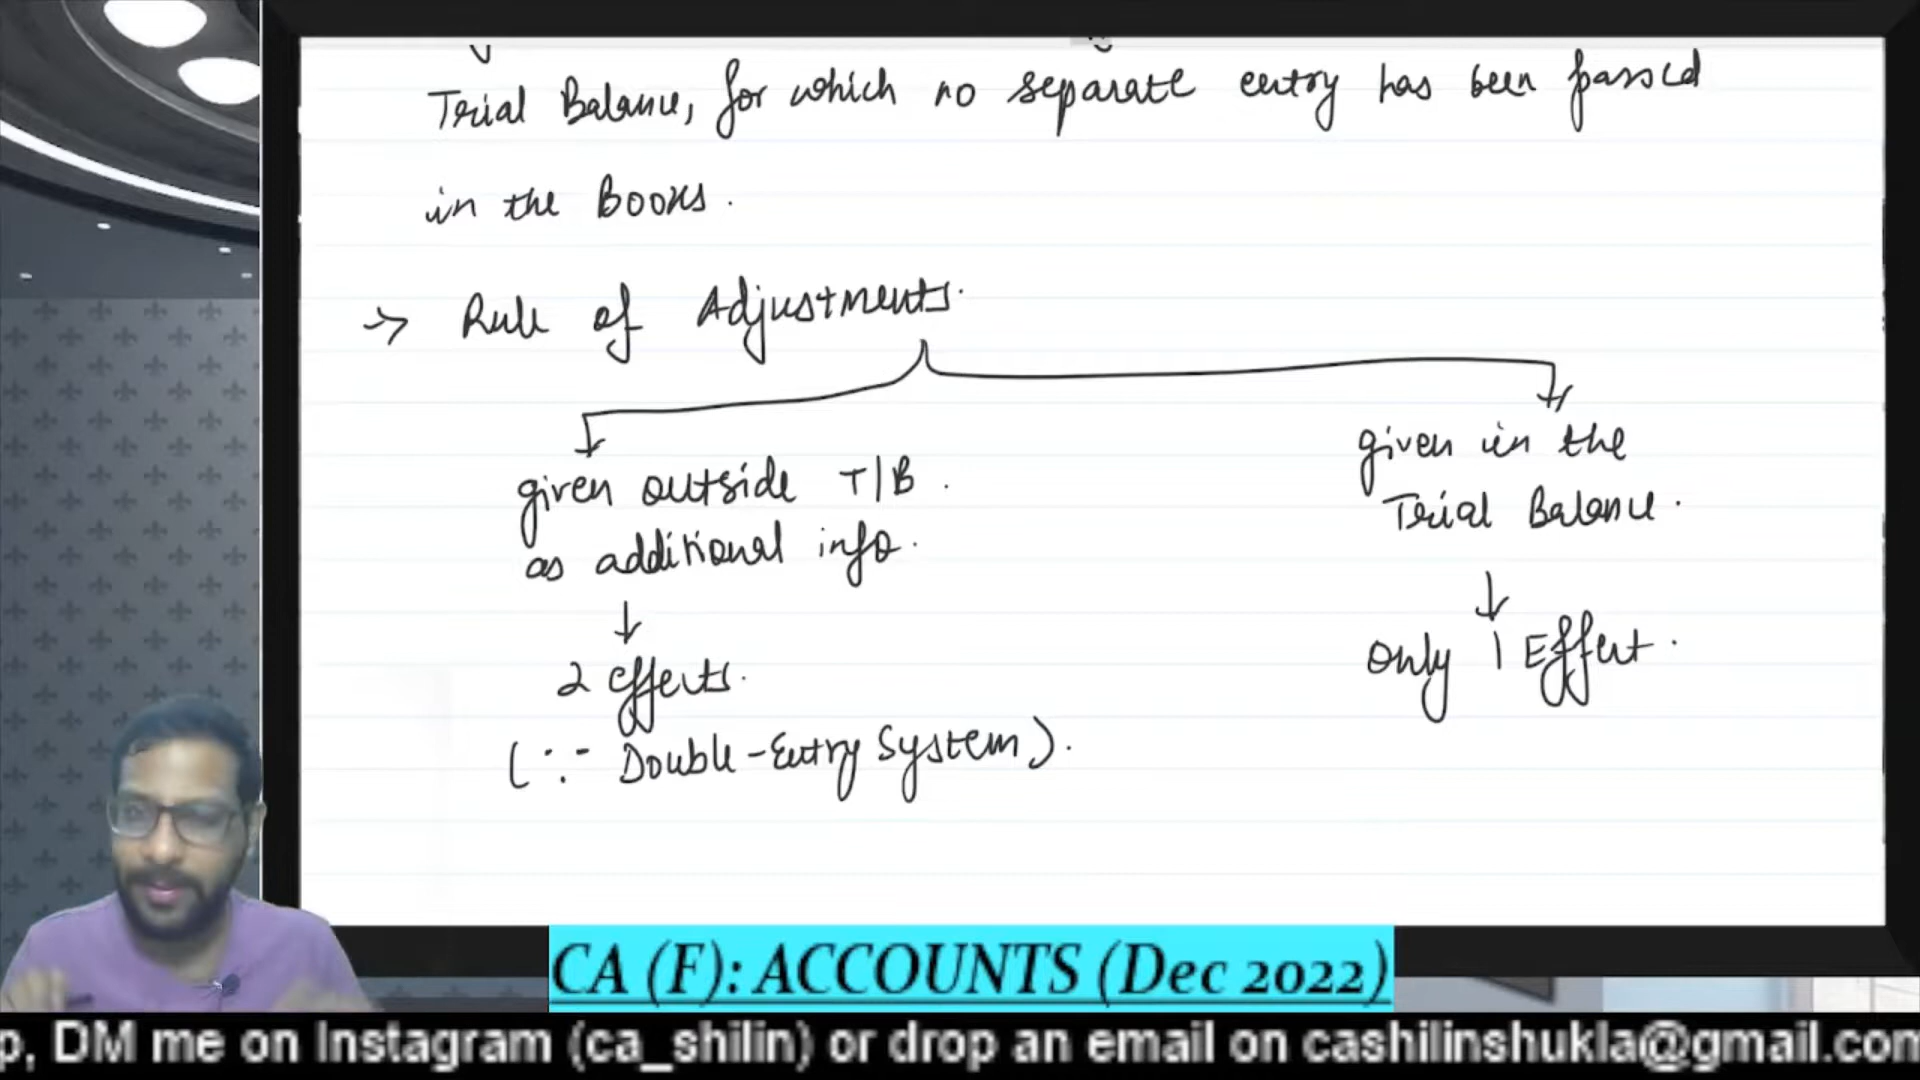 Trial Balance, for which no separate entry has been passed
in the Books.
→ Rule of Adjustments.
given outside T/B.
as additional info.
↓
2 effects.
(∵ Double-Entry System).
given in the
Trial Balance.
↓
Only 1 Effect.
CA (F): ACCOUNTS (Dec 2022)
p, DM me on Instagram (ca_shilin) or drop an email on cashilinshukla@gmail.com